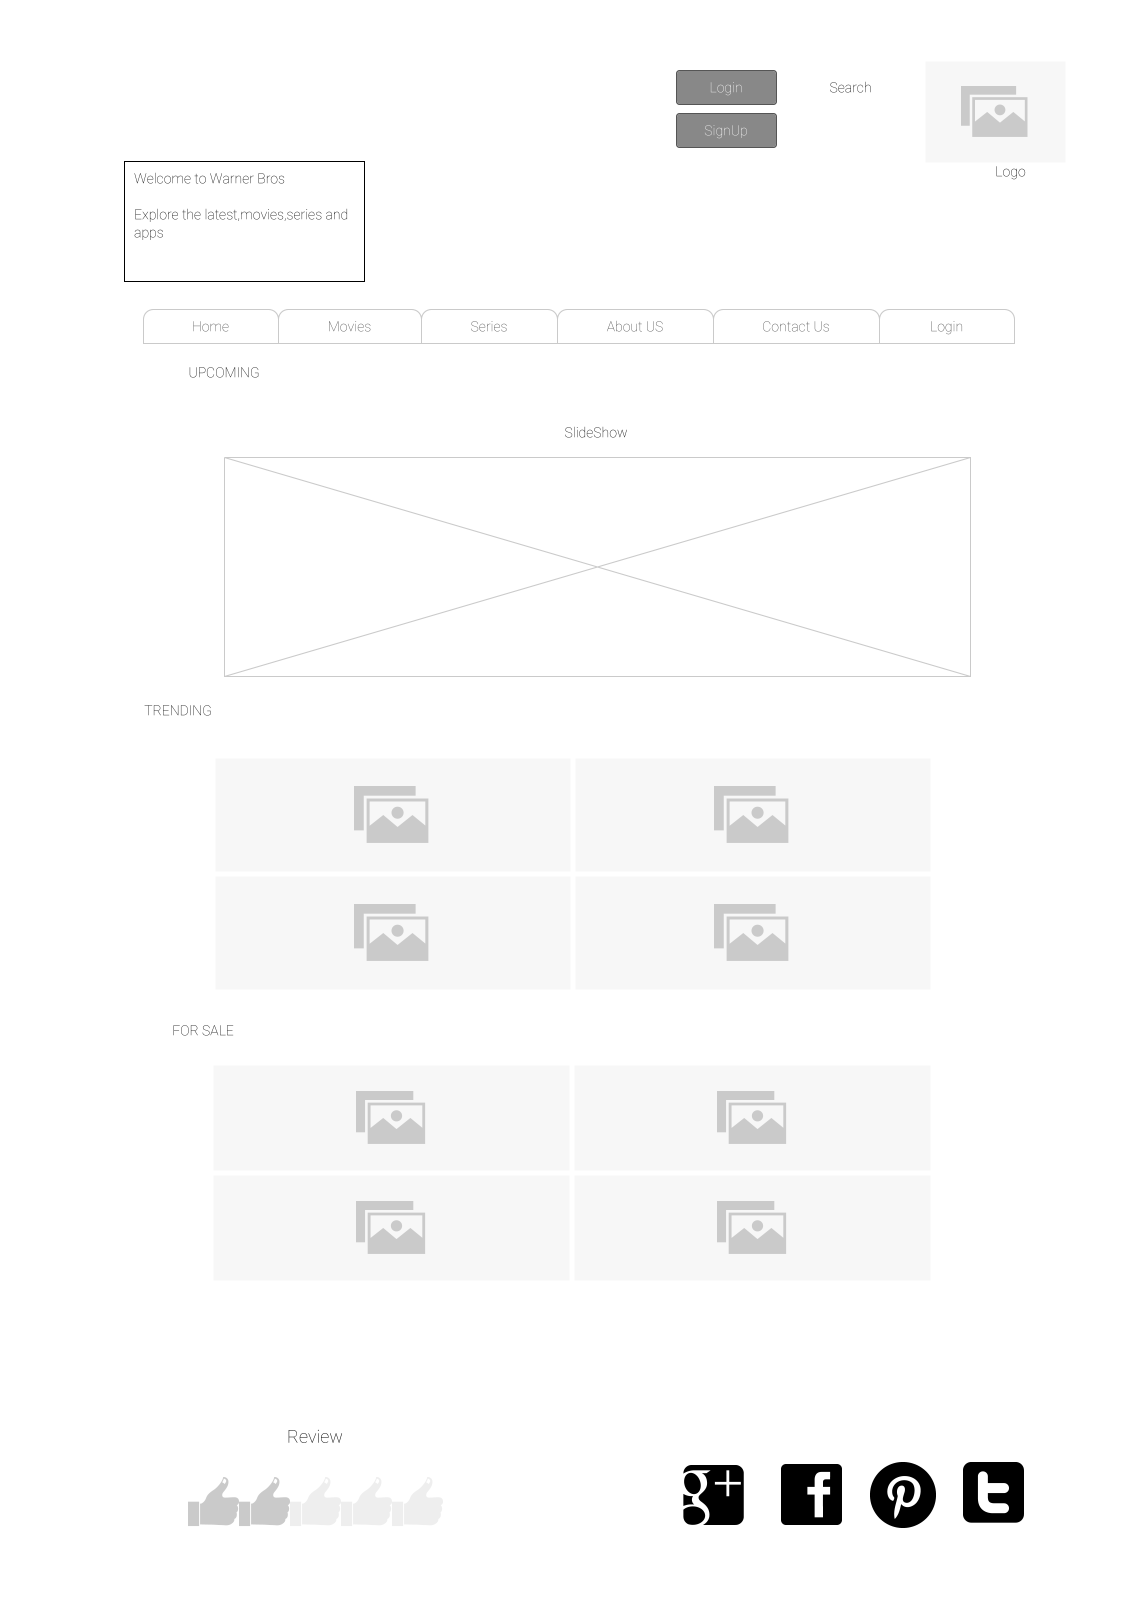 Login
Search
SignUp
Logo
Welcome to Warner Bros
Explore the latest,movies,series and
apps
Home
Movies
Series
About US
Contact Us
Login
UPCOMING
SlideShow
TRENDING
FOR SALE
Review
g+
f
p
t